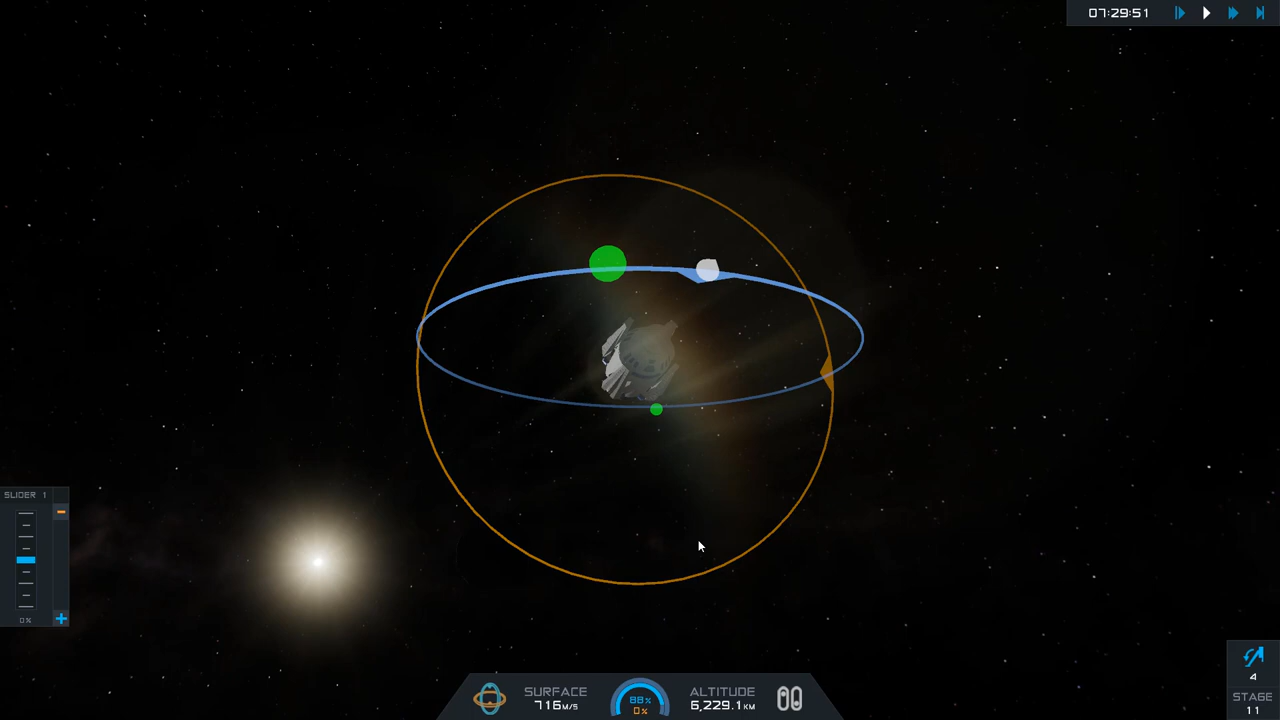 07:29:51
SLIDER 1
0%
SURFACE
716M/S
88%
0%
ALTITUDE
6,229.1KM
4
STAGE
11